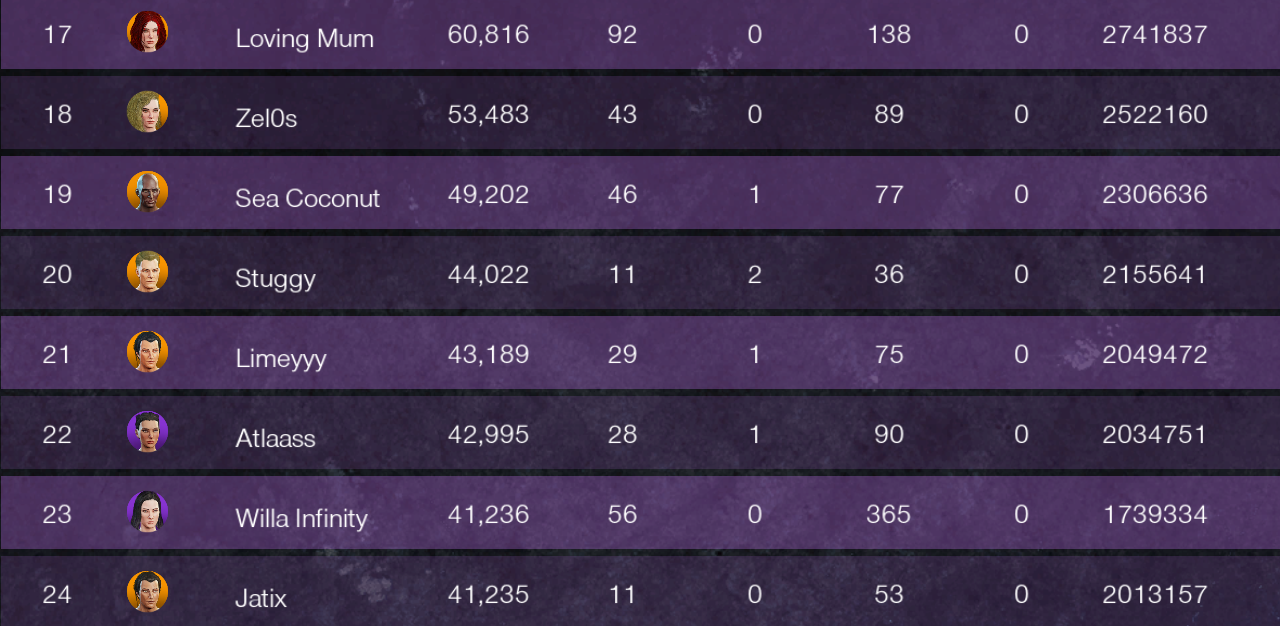 17 Loving Mum 60,816 92 0 138 0 2741837
18 Zel0s 53,483 43 0 89 0 2522160
19 Sea Coconut 49,202 46 1 77 0 2306636
20 Stuggy 44,022 11 2 36 0 2155641
21 Limeyyy 43,189 29 1 75 0 2049472
22 Atlaass 42,995 28 1 90 0 2034751
23 Willa Infinity 41,236 56 0 365 0 1739334
24 Jatix 41,235 11 0 53 0 2013157